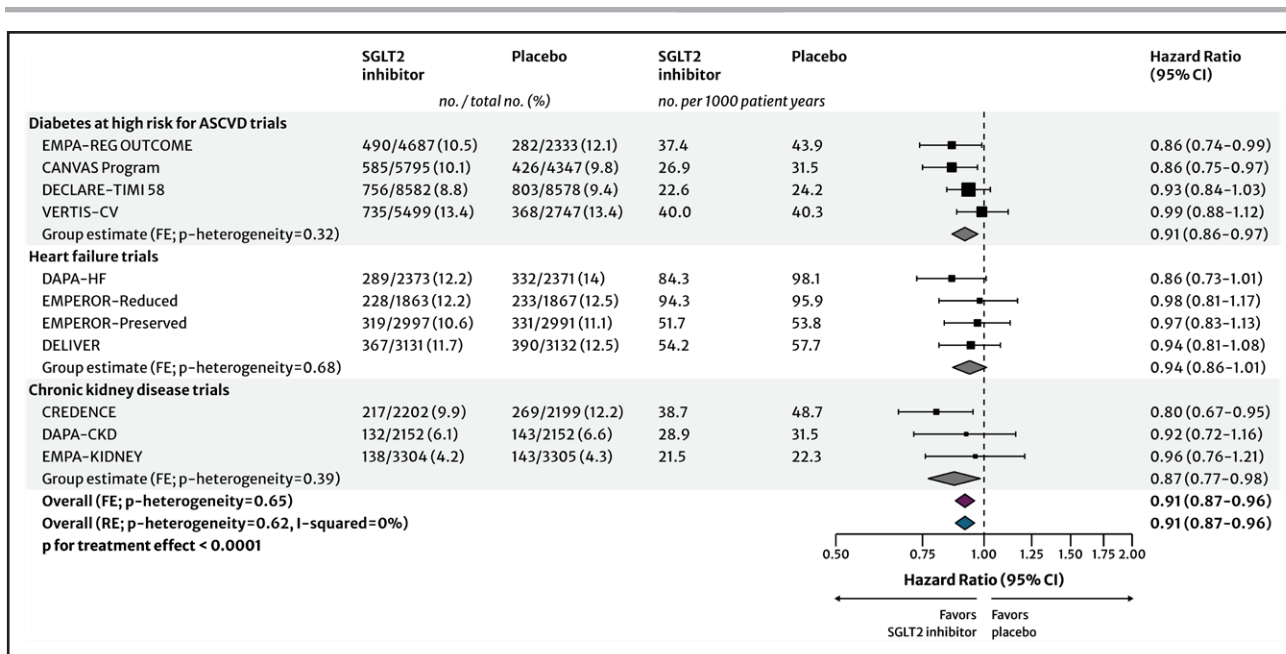 SGLT2 inhibitor Placebo SGLT2 inhibitor Placebo Hazard Ratio (95% CI)
no. / total no. (%) no. per 1000 patient years
Diabetes at high risk for ASCVD trials
EMPA-REG OUTCOME 490/4687 (10.5) 282/2333 (12.1) 37.4 43.9 0.86 (0.74-0.99)
CANVAS Program 585/5795 (10.1) 426/4347 (9.8) 26.9 31.5 0.86 (0.75-0.97)
DECLARE-TIMI 58 756/8582 (8.8) 803/8578 (9.4) 22.6 24.2 0.93 (0.84-1.03)
VERTIS-CV 735/5499 (13.4) 368/2747 (13.4) 40.0 40.3 0.99 (0.88-1.12)
Group estimate (FE; p-heterogeneity=0.32) 0.91 (0.86-0.97)
Heart failure trials
DAPA-HF 289/2373 (12.2) 332/2371 (14) 84.3 98.1 0.86 (0.73-1.01)
EMPEROR-Reduced 228/1863 (12.2) 233/1867 (12.5) 94.3 95.9 0.98 (0.81-1.17)
EMPEROR-Preserved 319/2997 (10.6) 331/2991 (11.1) 51.7 53.8 0.97 (0.83-1.13)
DELIVER 367/3131 (11.7) 390/3132 (12.5) 54.2 57.7 0.94 (0.81-1.08)
Group estimate (FE; p-heterogeneity=0.68) 0.94 (0.86-1.01)
Chronic kidney disease trials
CREDENCE 217/2202 (9.9) 269/2199 (12.2) 38.7 48.7 0.80 (0.67-0.95)
DAPA-CKD 132/2152 (6.1) 143/2152 (6.6) 28.9 31.5 0.92 (0.72-1.16)
EMPA-KIDNEY 138/3304 (4.2) 143/3305 (4.3) 21.5 22.3 0.96 (0.76-1.21)
Group estimate (FE; p-heterogeneity=0.39) 0.87 (0.77-0.98)
Overall (FE; p-heterogeneity=0.65) 0.91 (0.87-0.96)
Overall (RE; p-heterogeneity=0.62, I-squared=0%) 0.91 (0.87-0.96)
p for treatment effect < 0.0001
0.50 0.75 1.00 1.25 1.50 1.75 2.00
Hazard Ratio (95% CI)
Favors SGLT2 inhibitor Favors placebo